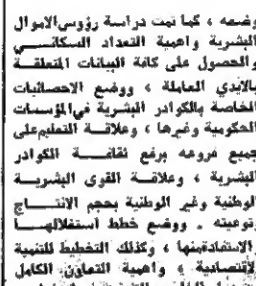 وضعه ، كما تمت دراسة رؤوس الاموال
البشرية واهمية التعداد السكاني
والحصول على كافة البيانات المتعلقة
بالايدي العاملة ، ووضع الاحصائيات
الخاصة بالكوادر البشرية في المؤسسات
الحكومية وغيرها ، وعلاقة التعليم على
جميع فروعه برفع ثقافة الكوادر
البشرية ، وعلاقة القوى البشرية
الوطنية وغير الوطنية بحجم الانتاج
ونوعيته . ووضع خطط استغلالها
والاستفادة منها ، وكذلك التخطيط للتنمية
الاقتصادية ، واهمية التعاون الكامل